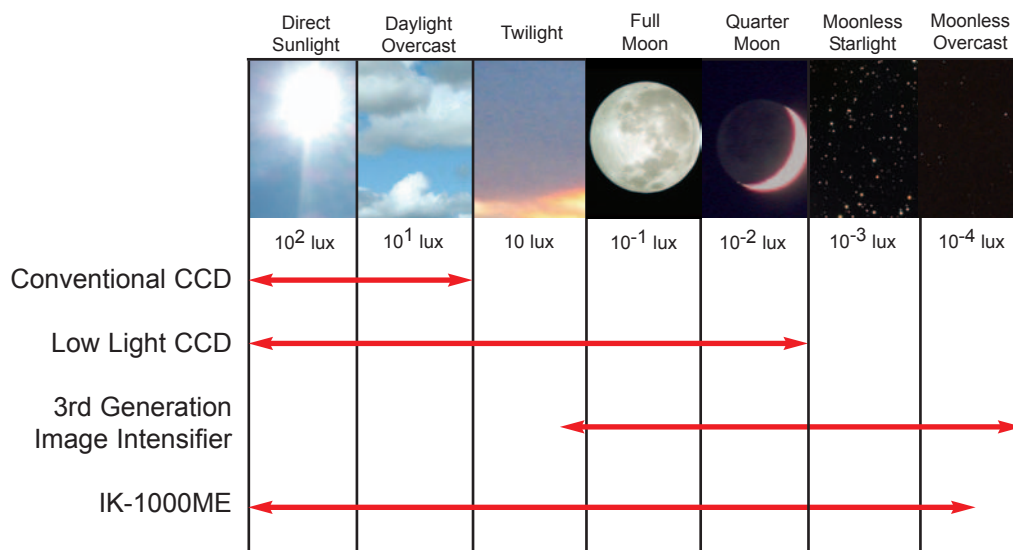 Direct
Sunlight
Daylight
Overcast
Twilight
Full
Moon
Quarter
Moon
Moonless
Starlight
Moonless
Overcast
10² lux
10¹ lux
10 lux
10⁻¹ lux
10⁻² lux
10⁻³ lux
10⁻⁴ lux
Conventional CCD
Low Light CCD
3rd Generation
Image Intensifier
IK-1000ME